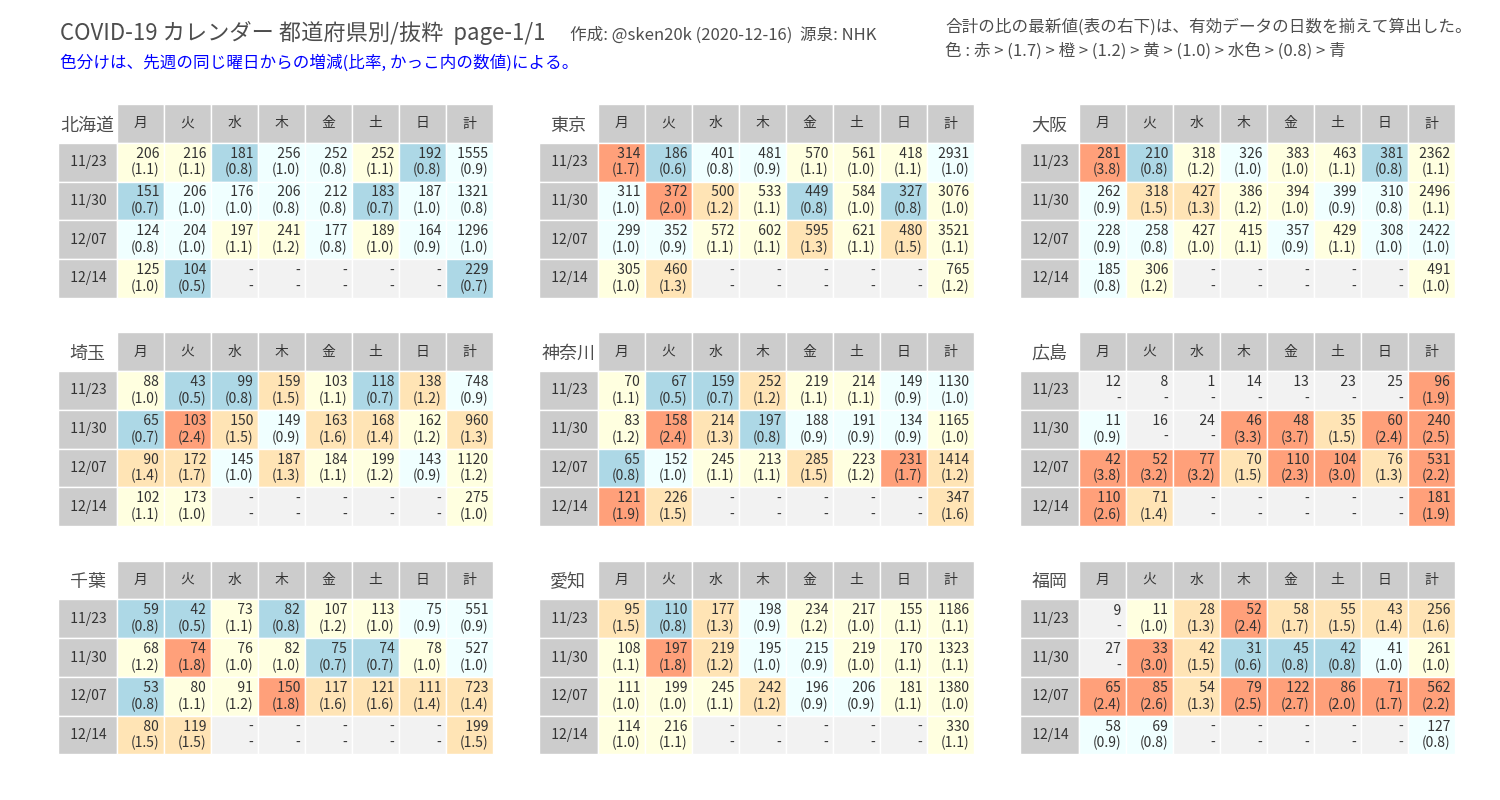 COVID-19 カレンダー 都道府県別/抜粋 page-1/1 作成: @sken20k (2020-12-16) 源泉: NHK
合計の比の最新値(表の右下)は、有効データの日数を揃えて算出した。
色分けは、先週の同じ曜日からの増減(比率, かっこ内の数値)による。
色 : 赤 > (1.7) > 橙 > (1.2) > 黄 > (1.0) > 水色 > (0.8) > 青
北海道 月 火 水 木 金 土 日 計
11/23 206 216 181 256 252 252 192 1555
(1.1) (1.1) (0.8) (1.0) (0.8) (1.1) (0.8) (0.9)
11/30 151 206 176 206 212 183 187 1321
(0.7) (1.0) (1.0) (0.8) (0.8) (0.7) (1.0) (0.8)
12/07 124 204 197 241 177 189 164 1296
(0.8) (1.0) (1.1) (1.2) (0.8) (1.0) (0.9) (1.0)
12/14 125 104 - - - - - 229
(1.0) (0.5) - - - - - (0.7)
東京 月 火 水 木 金 土 日 計
11/23 314 186 401 481 570 561 418 2931
(1.7) (0.6) (0.8) (0.9) (1.1) (1.0) (1.1) (1.0)
11/30 311 372 500 533 449 584 327 3076
(1.0) (2.0) (1.2) (1.1) (0.8) (1.0) (0.8) (1.0)
12/07 299 352 572 602 595 621 480 3521
(1.0) (0.9) (1.1) (1.1) (1.3) (1.1) (1.5) (1.1)
12/14 305 460 - - - - - 765
(1.0) (1.3) - - - - - (1.2)
大阪 月 火 水 木 金 土 日 計
11/23 281 210 318 326 383 463 381 2362
(3.8) (0.8) (1.2) (1.0) (1.0) (1.1) (0.8) (1.1)
11/30 262 318 427 386 394 399 310 2496
(0.9) (1.5) (1.3) (1.2) (1.0) (0.9) (0.8) (1.1)
12/07 228 258 427 415 357 429 308 2422
(0.9) (0.8) (1.0) (1.1) (0.9) (1.1) (1.0) (1.0)
12/14 185 306 - - - - - 491
(0.8) (1.2) - - - - - (1.0)
埼玉 月 火 水 木 金 土 日 計
11/23 88 43 99 159 103 118 138 748
(1.0) (0.5) (0.8) (1.5) (1.1) (0.7) (1.2) (0.9)
11/30 65 103 150 149 163 168 162 960
(0.7) (2.4) (1.5) (0.9) (1.6) (1.4) (1.2) (1.3)
12/07 90 172 145 187 184 199 143 1120
(1.4) (1.7) (1.0) (1.3) (1.1) (1.2) (0.9) (1.2)
12/14 102 173 - - - - - 275
(1.1) (1.0) - - - - - (1.0)
神奈川 月 火 水 木 金 土 日 計
11/23 70 67 159 252 219 214 149 1130
(1.1) (0.5) (0.7) (1.2) (1.1) (1.1) (0.9) (1.0)
11/30 83 158 214 197 188 191 134 1165
(1.2) (2.4) (1.3) (0.8) (0.9) (0.9) (0.9) (1.0)
12/07 65 152 245 213 285 223 231 1414
(0.8) (1.0) (1.1) (1.1) (1.5) (1.2) (1.7) (1.2)
12/14 121 226 - - - - - 347
(1.9) (1.5) - - - - - (1.6)
広島 月 火 水 木 金 土 日 計
11/23 12 8 1 14 13 23 25 96
- - - - - - - (1.9)
11/30 11 16 24 46 48 35 60 240
(0.9) - - (3.3) (3.7) (1.5) (2.4) (2.5)
12/07 42 52 77 70 110 104 76 531
(3.8) (3.2) (3.2) (1.5) (2.3) (3.0) (1.3) (2.2)
12/14 110 71 - - - - - 181
(2.6) (1.4) - - - - - (1.9)
千葉 月 火 水 木 金 土 日 計
11/23 59 42 73 82 107 113 75 551
(0.8) (0.5) (1.1) (0.8) (1.2) (1.0) (0.9) (0.9)
11/30 68 74 76 82 75 74 78 527
(1.2) (1.8) (1.0) (1.0) (0.7) (0.7) (1.0) (1.0)
12/07 53 80 91 150 117 121 111 723
(0.8) (1.1) (1.2) (1.8) (1.6) (1.6) (1.4) (1.4)
12/14 80 119 - - - - - 199
(1.5) (1.5) - - - - - (1.5)
愛知 月 火 水 木 金 土 日 計
11/23 95 110 177 198 234 217 155 1186
(1.5) (0.8) (1.3) (0.9) (1.2) (1.0) (1.1) (1.1)
11/30 108 197 219 195 215 219 170 1323
(1.1) (1.8) (1.2) (1.0) (0.9) (1.0) (1.1) (1.1)
12/07 111 199 245 242 196 206 181 1380
(1.0) (1.0) (1.1) (1.2) (0.9) (0.9) (1.1) (1.0)
12/14 114 216 - - - - - 330
(1.0) (1.1) - - - - - (1.1)
福岡 月 火 水 木 金 土 日 計
11/23 9 11 28 52 58 55 43 256
- (1.0) (1.3) (2.4) (1.7) (1.5) (1.4) (1.6)
11/30 27 33 42 31 45 42 41 261
- (3.0) (1.5) (0.6) (0.8) (0.8) (1.0) (1.0)
12/07 65 85 54 79 122 86 71 562
(2.4) (2.6) (1.3) (2.5) (2.7) (2.0) (1.7) (2.2)
12/14 58 69 - - - - - 127
(0.9) (0.8) - - - - - (0.8)